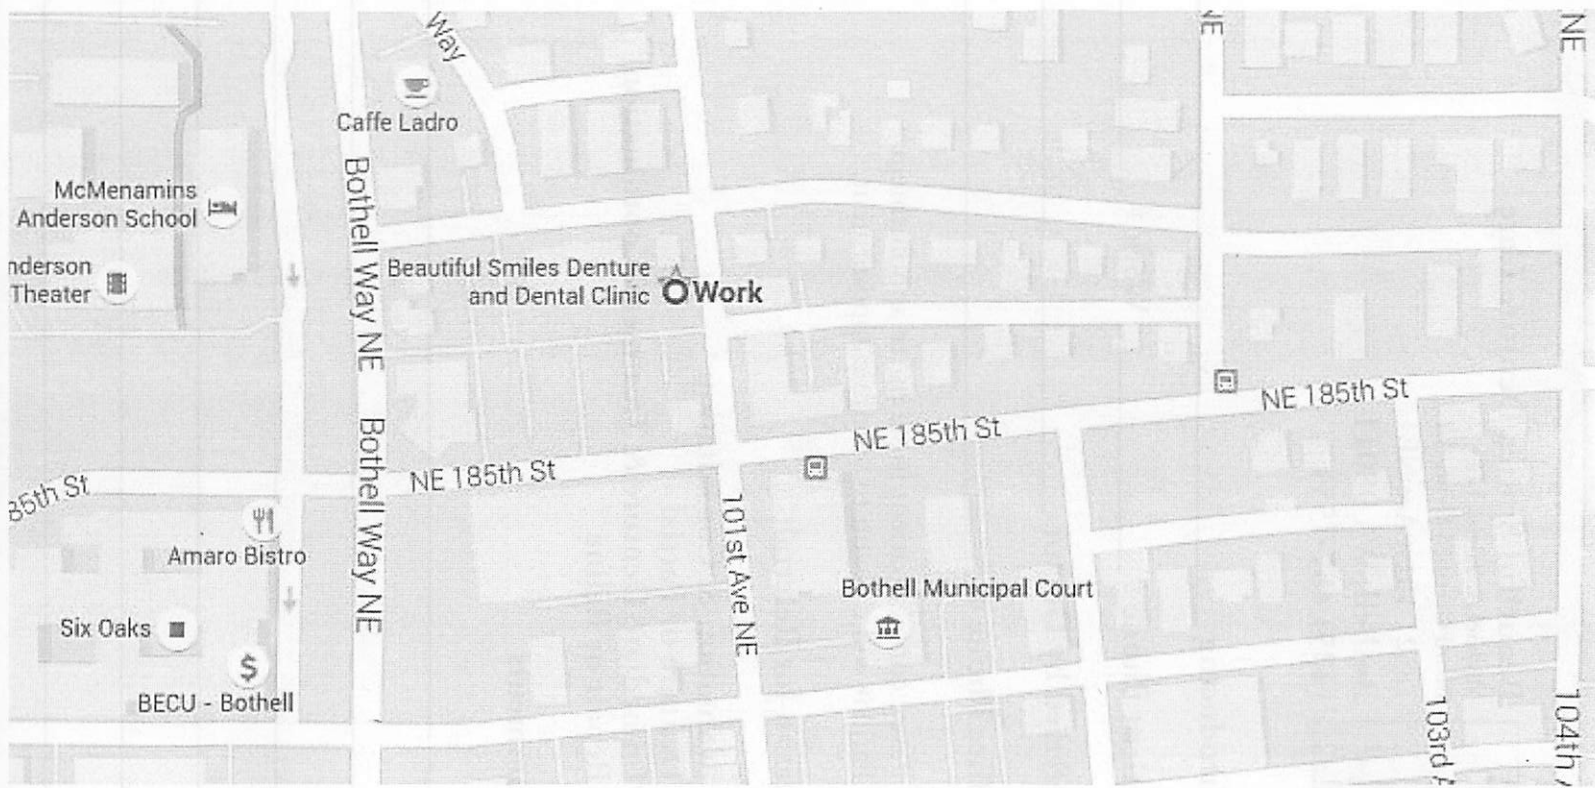 Way
NE
NE
Caffe Ladro
McMenamins
Anderson School
Bothell Way NE
nderson
Theater
Beautiful Smiles Denture
and Dental Clinic
Work
NE 185th St
NE 185th St
NE 185th St
85th St
Bothell Way NE
Amaro Bistro
101st Ave NE
Bothell Municipal Court
Six Oaks
$
BECU - Bothell
103rd
104th